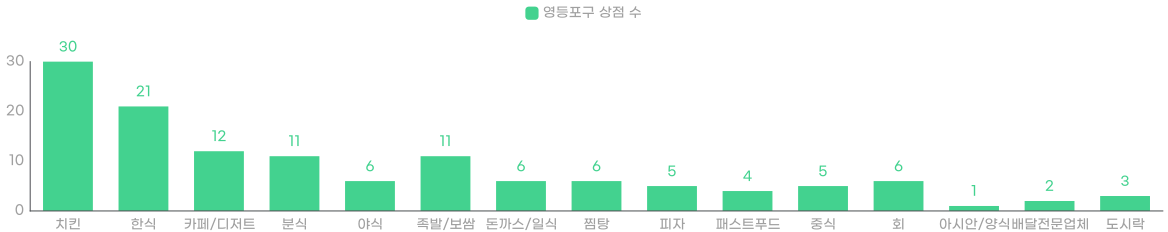 영등포구 상점 수
30
21
12
11
6
11
6
6
5
4
5
6
1
2
3
30
20
10
0
치킨
한식
카페/디저트
분식
야식
족발/보쌈
돈까스/일식
찜탕
피자
패스트푸드
중식
회
아시안/양식
배달전문업체
도시락